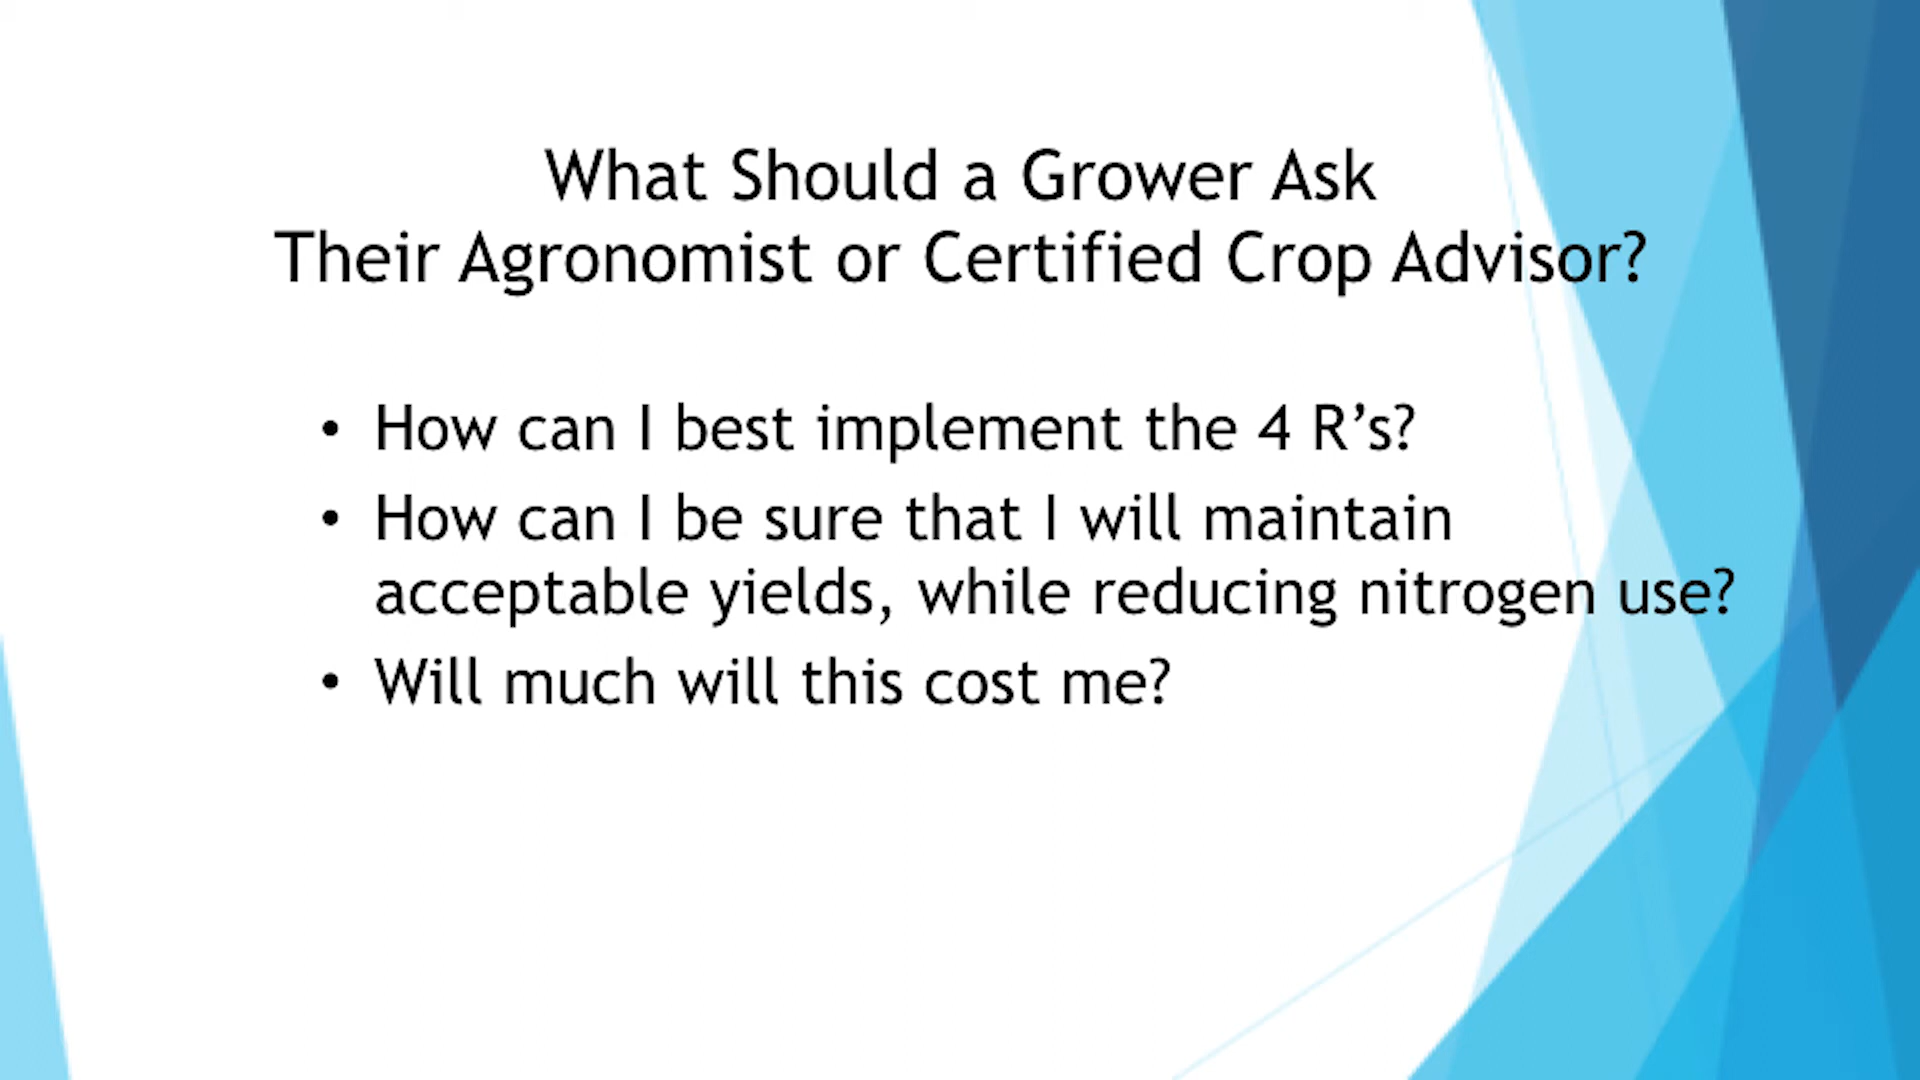 What Should a Grower Ask
Their Agronomist or Certified Crop Advisor?
• How can I best implement the 4 R’s?
• How can I be sure that I will maintain
acceptable yields, while reducing nitrogen use?
• Will much will this cost me?